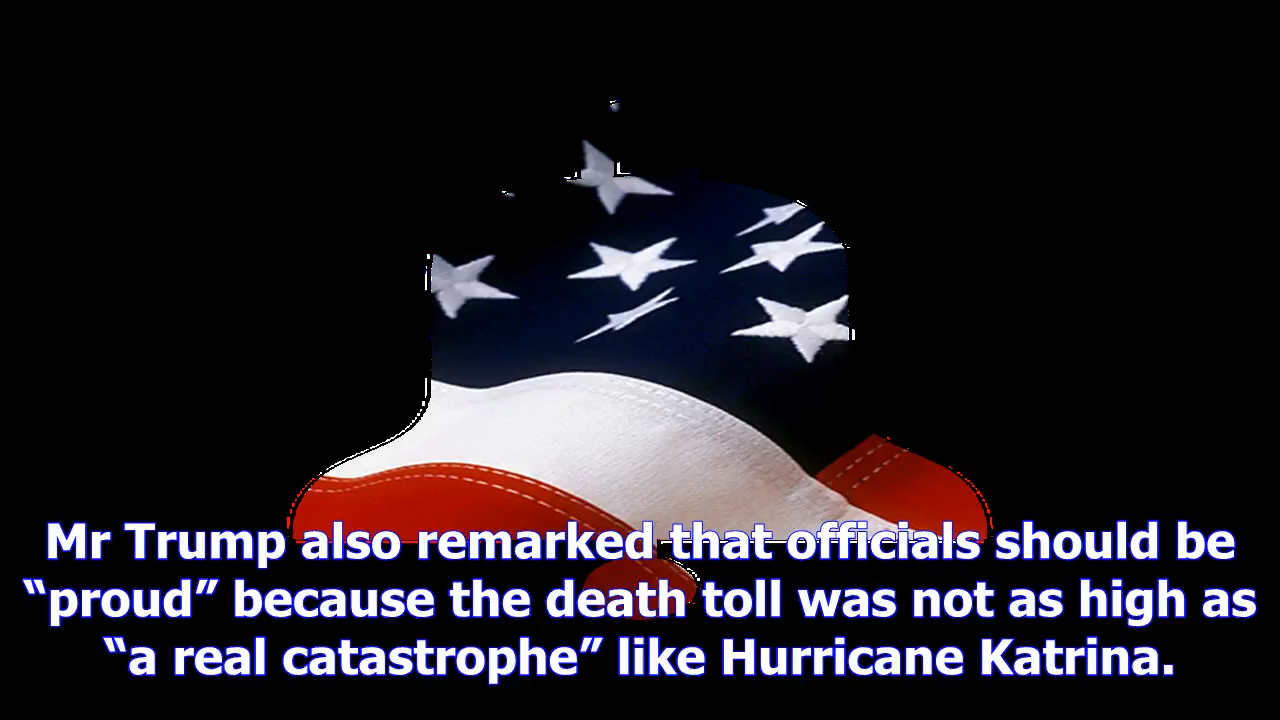 Mr Trump also remarked that officials should be
“proud” because the death toll was not as high as
“a real catastrophe” like Hurricane Katrina.